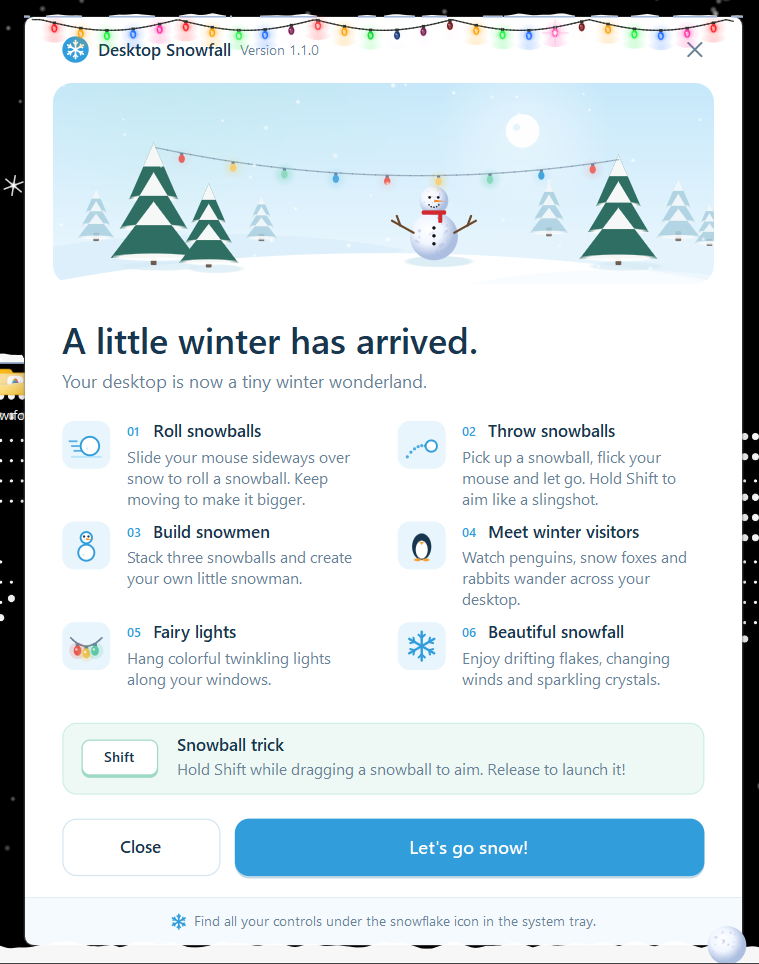 Desktop Snowfall Version 1.1.0
A little winter has arrived.
Your desktop is now a tiny winter wonderland.
01 Roll snowballs
Slide your mouse sideways over
snow to roll a snowball. Keep
moving to make it bigger.
02 Throw snowballs
Pick up a snowball, flick your
mouse and let go. Hold Shift to
aim like a slingshot.
03 Build snowmen
Stack three snowballs and create
your own little snowman.
04 Meet winter visitors
Watch penguins, snow foxes and
rabbits wander across your
desktop.
05 Fairy lights
Hang colorful twinkling lights
along your windows.
06 Beautiful snowfall
Enjoy drifting flakes, changing
winds and sparkling crystals.
Shift
Snowball trick
Hold Shift while dragging a snowball to aim. Release to launch it!
Close
Let's go snow!
Find all your controls under the snowflake icon in the system tray.